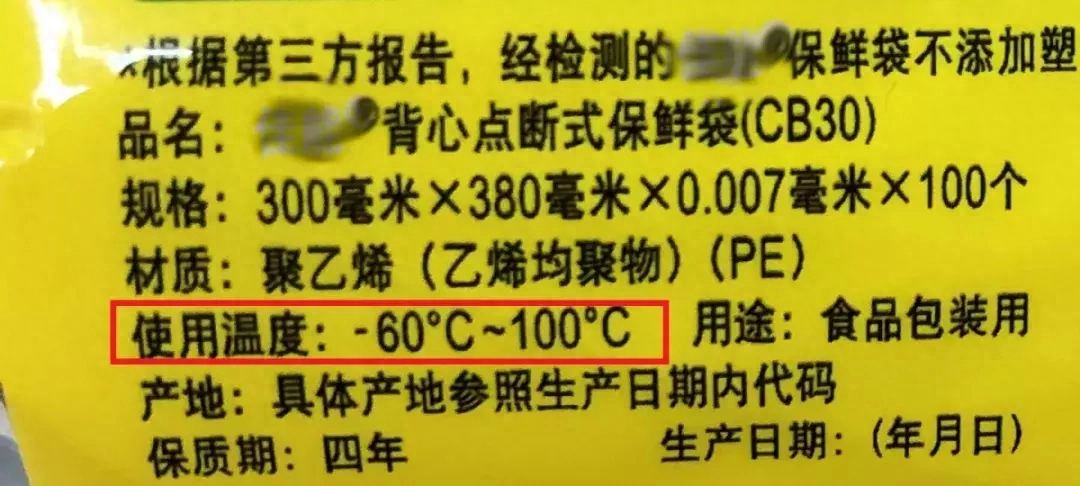 *根据第三方报告，经检测的 保鲜袋不添加塑
品名： 背心点断式保鲜袋(CB30)
规格：300毫米×380毫米×0.007毫米×100个
材质：聚乙烯（乙烯均聚物）(PE)
使用温度：-60°C~100°C 用途：食品包装用
产地：具体产地参照生产日期内代码
保质期：四年 生产日期：(年月日)